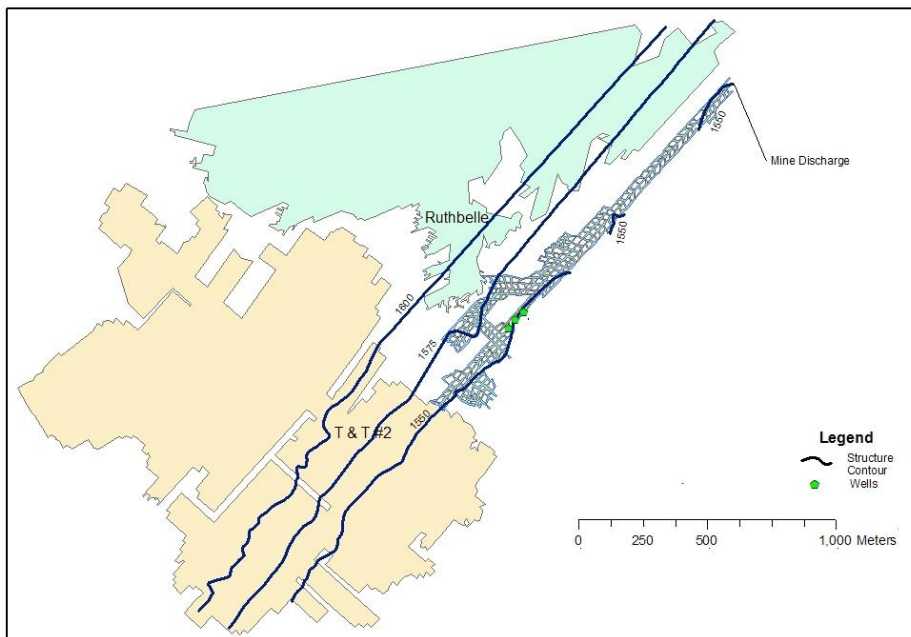 1550
Mine Discharge
Ruthbelle
1550
1600
1575
1550
T & T #2
Legend
Structure
Contour
Wells
0 250 500 1,000 Meters